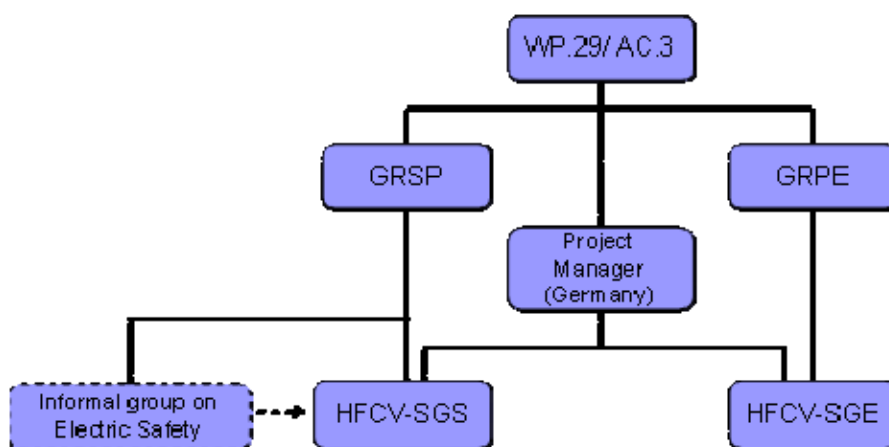 WP.29/ AC.3
GRSP
GRPE
Project
Manager
(Germany)
Informal group on
Electric Safety
HFCV-SGS
HFCV-SGE